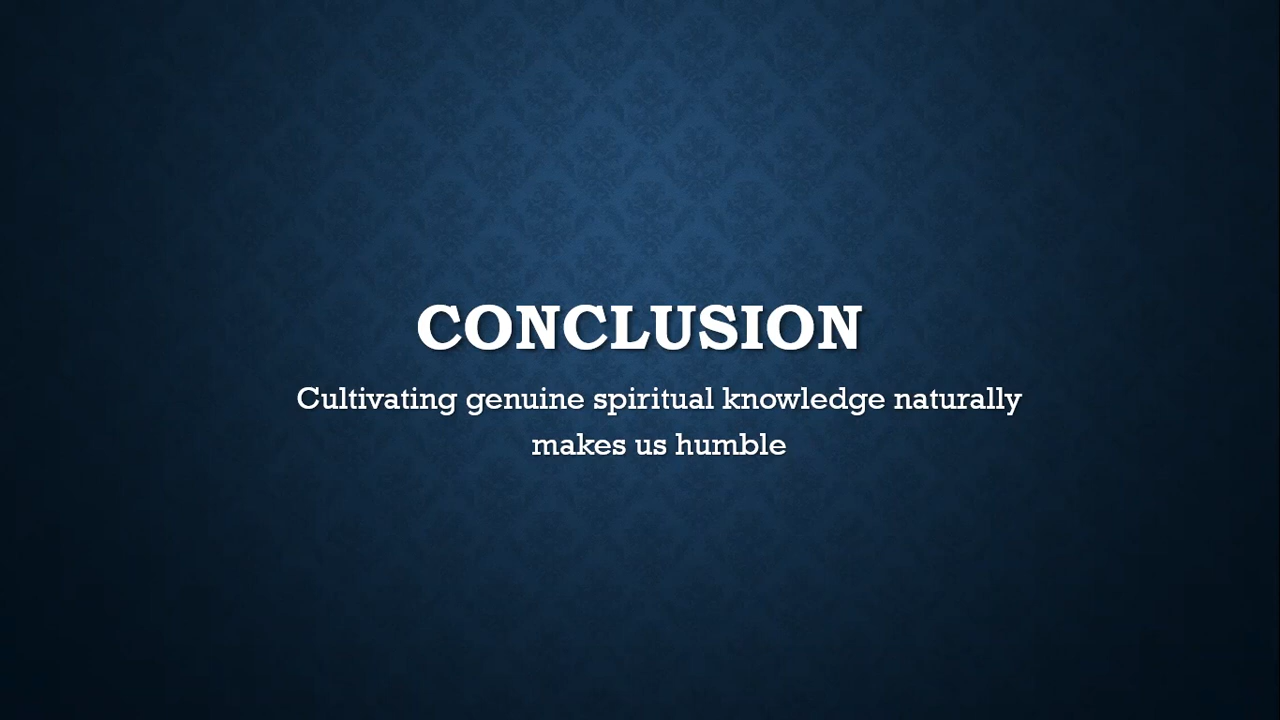 CONCLUSION
Cultivating genuine spiritual knowledge naturally
makes us humble